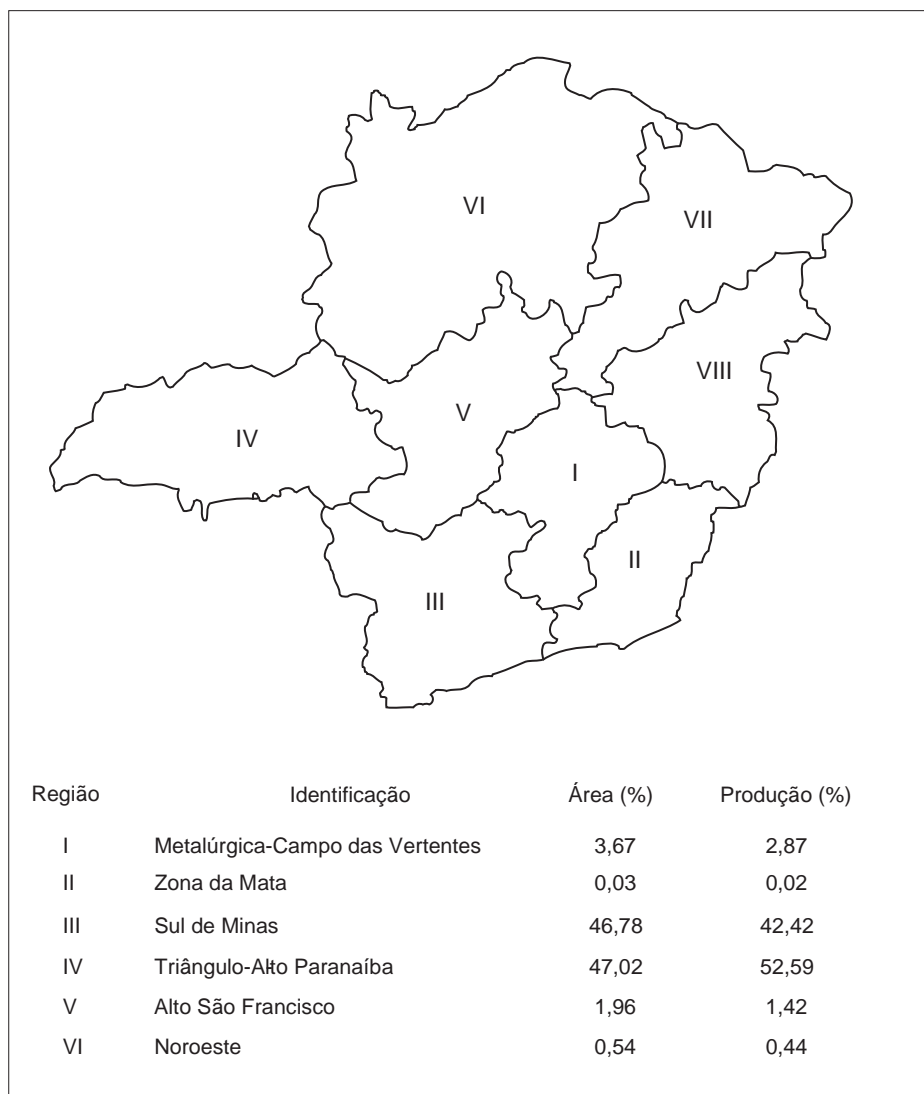 VI
VII
VIII
V
IV
I
II
III
Região Identificação Área (%) Produção (%)
I Metalúrgica-Campo das Vertentes 3,67 2,87
II Zona da Mata 0,03 0,02
III Sul de Minas 46,78 42,42
IV Triângulo-Alto Paranaíba 47,02 52,59
V Alto São Francisco 1,96 1,42
VI Noroeste 0,54 0,44